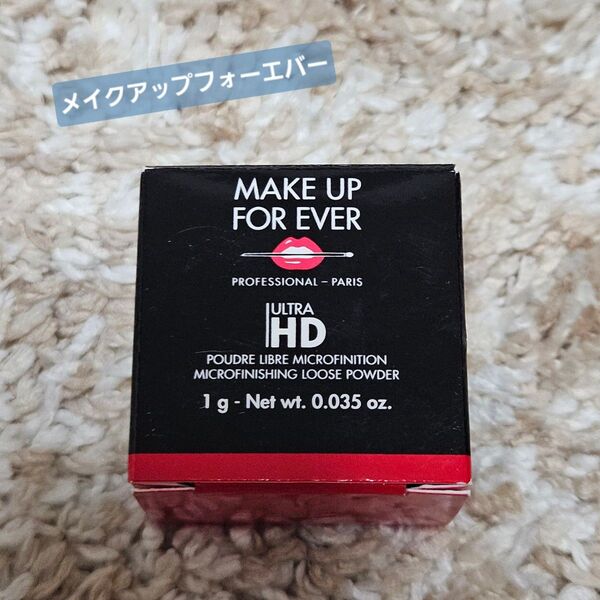 メイクアップフォーエバー
MAKE UP
FOR EVER
PROFESSIONAL – PARIS
ULTRA
HD
POUDRE LIBRE MICROFINITION
MICROFINISHING LOOSE POWDER
1 g - Net wt. 0.035 oz.